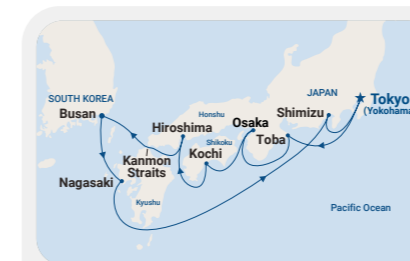 SOUTH KOREA
Busan
Honshu
Hiroshima
Osaka
JAPAN
Shimizu
Tokyo
(Yokohama
Kanmon
Straits
Kochi
Shikoku
Toba
Nagasaki
Kyushu
Pacific Ocean